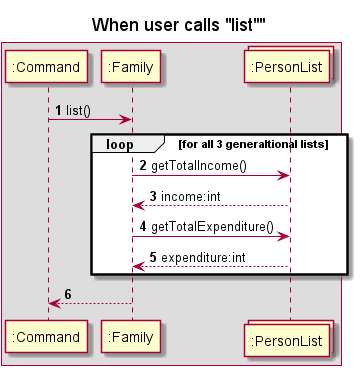 When user calls "list""
:Command :Family :PersonList
1 list()
loop [for all 3 generaltional lists]
2 getTotalIncome()
3 income:int
4 getTotalExpenditure()
5 expenditure:int
6
:Command :Family :PersonList